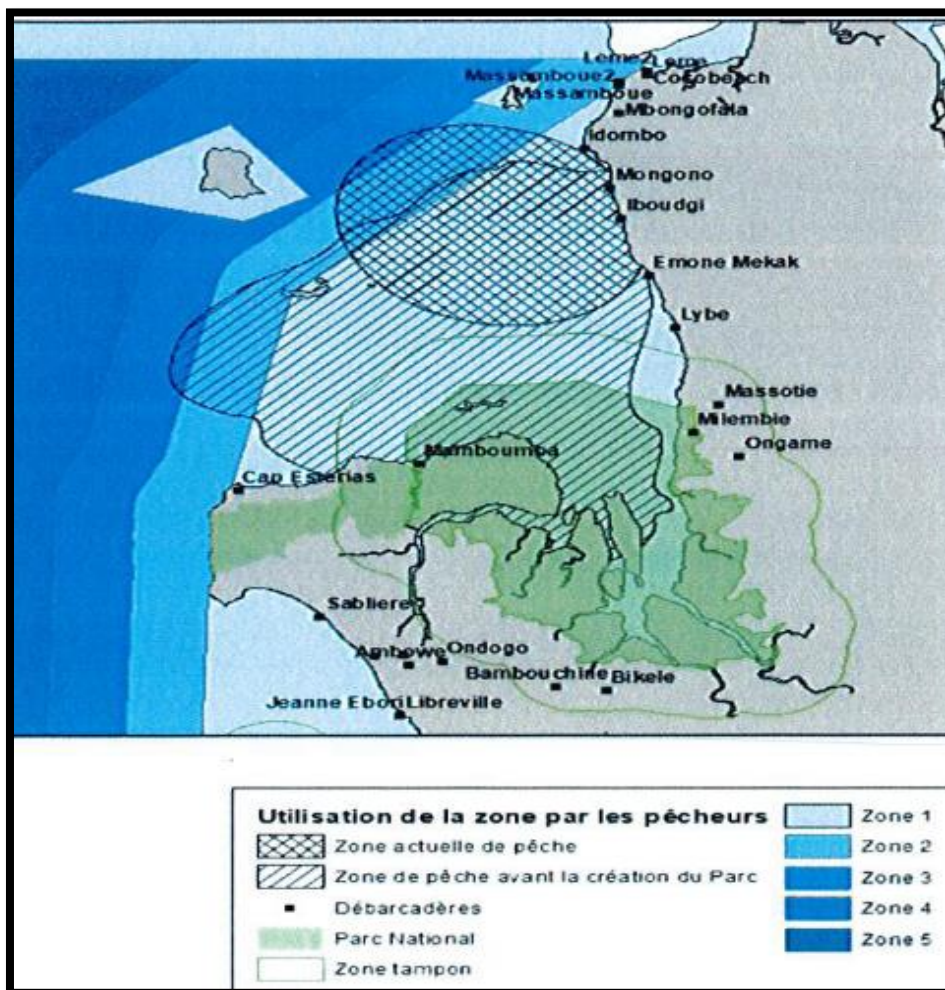 Leme2
Leme
Massamboue2
Cocobeach
Massamboue
Mbongofala
Idombo
Mongono
Iboudgi
Emone Mekak
Lybe
Massotie
Milembie
Ongame
Mamboumba
Cap Esterias
Sabliere
Ambowe
Ondogo
Bambouchine
Bikele
Jeanne Ebori
Libreville
Utilisation de la zone par les pêcheurs
Zone actuelle de pêche
Zone de pêche avant la création du Parc
Débarcadères
Parc National
Zone tampon
Zone 1
Zone 2
Zone 3
Zone 4
Zone 5